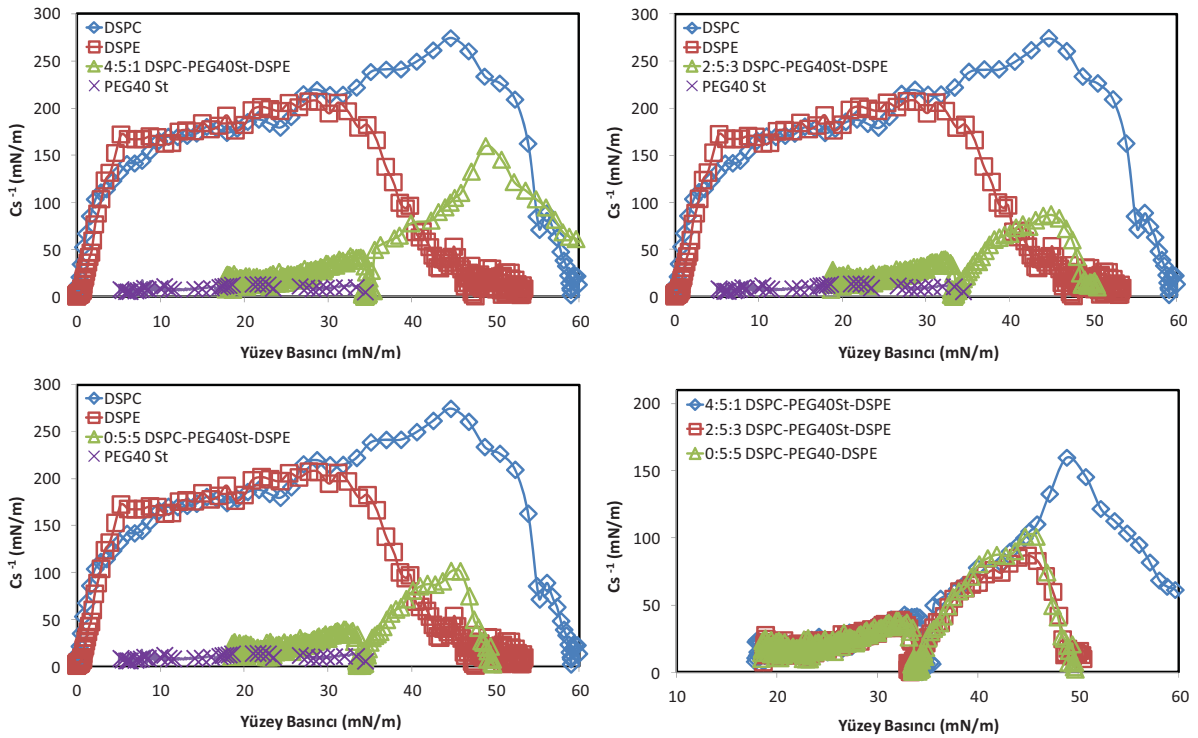 300
250
200
150
100
50
0
Cs⁻¹ (mN/m)
DSPC
DSPE
4:5:1 DSPC-PEG40St-DSPE
PEG40 St
0 10 20 30 40 50 60
Yüzey Basıncı (mN/m)
300
250
200
150
100
50
0
Cs⁻¹ (mN/m)
DSPC
DSPE
2:5:3 DSPC-PEG40St-DSPE
PEG40 St
0 10 20 30 40 50 60
Yüzey Basıncı (mN/m)
300
250
200
150
100
50
0
Cs⁻¹ (mN/m)
DSPC
DSPE
0:5:5 DSPC-PEG40St-DSPE
PEG40 St
0 10 20 30 40 50 60
Yüzey Basıncı (mN/m)
200
150
100
50
0
Cs⁻¹ (mN/m)
4:5:1 DSPC-PEG40St-DSPE
2:5:3 DSPC-PEG40St-DSPE
0:5:5 DSPC-PEG40-DSPE
10 20 30 40 50 60
Yüzey Basıncı (mN/m)